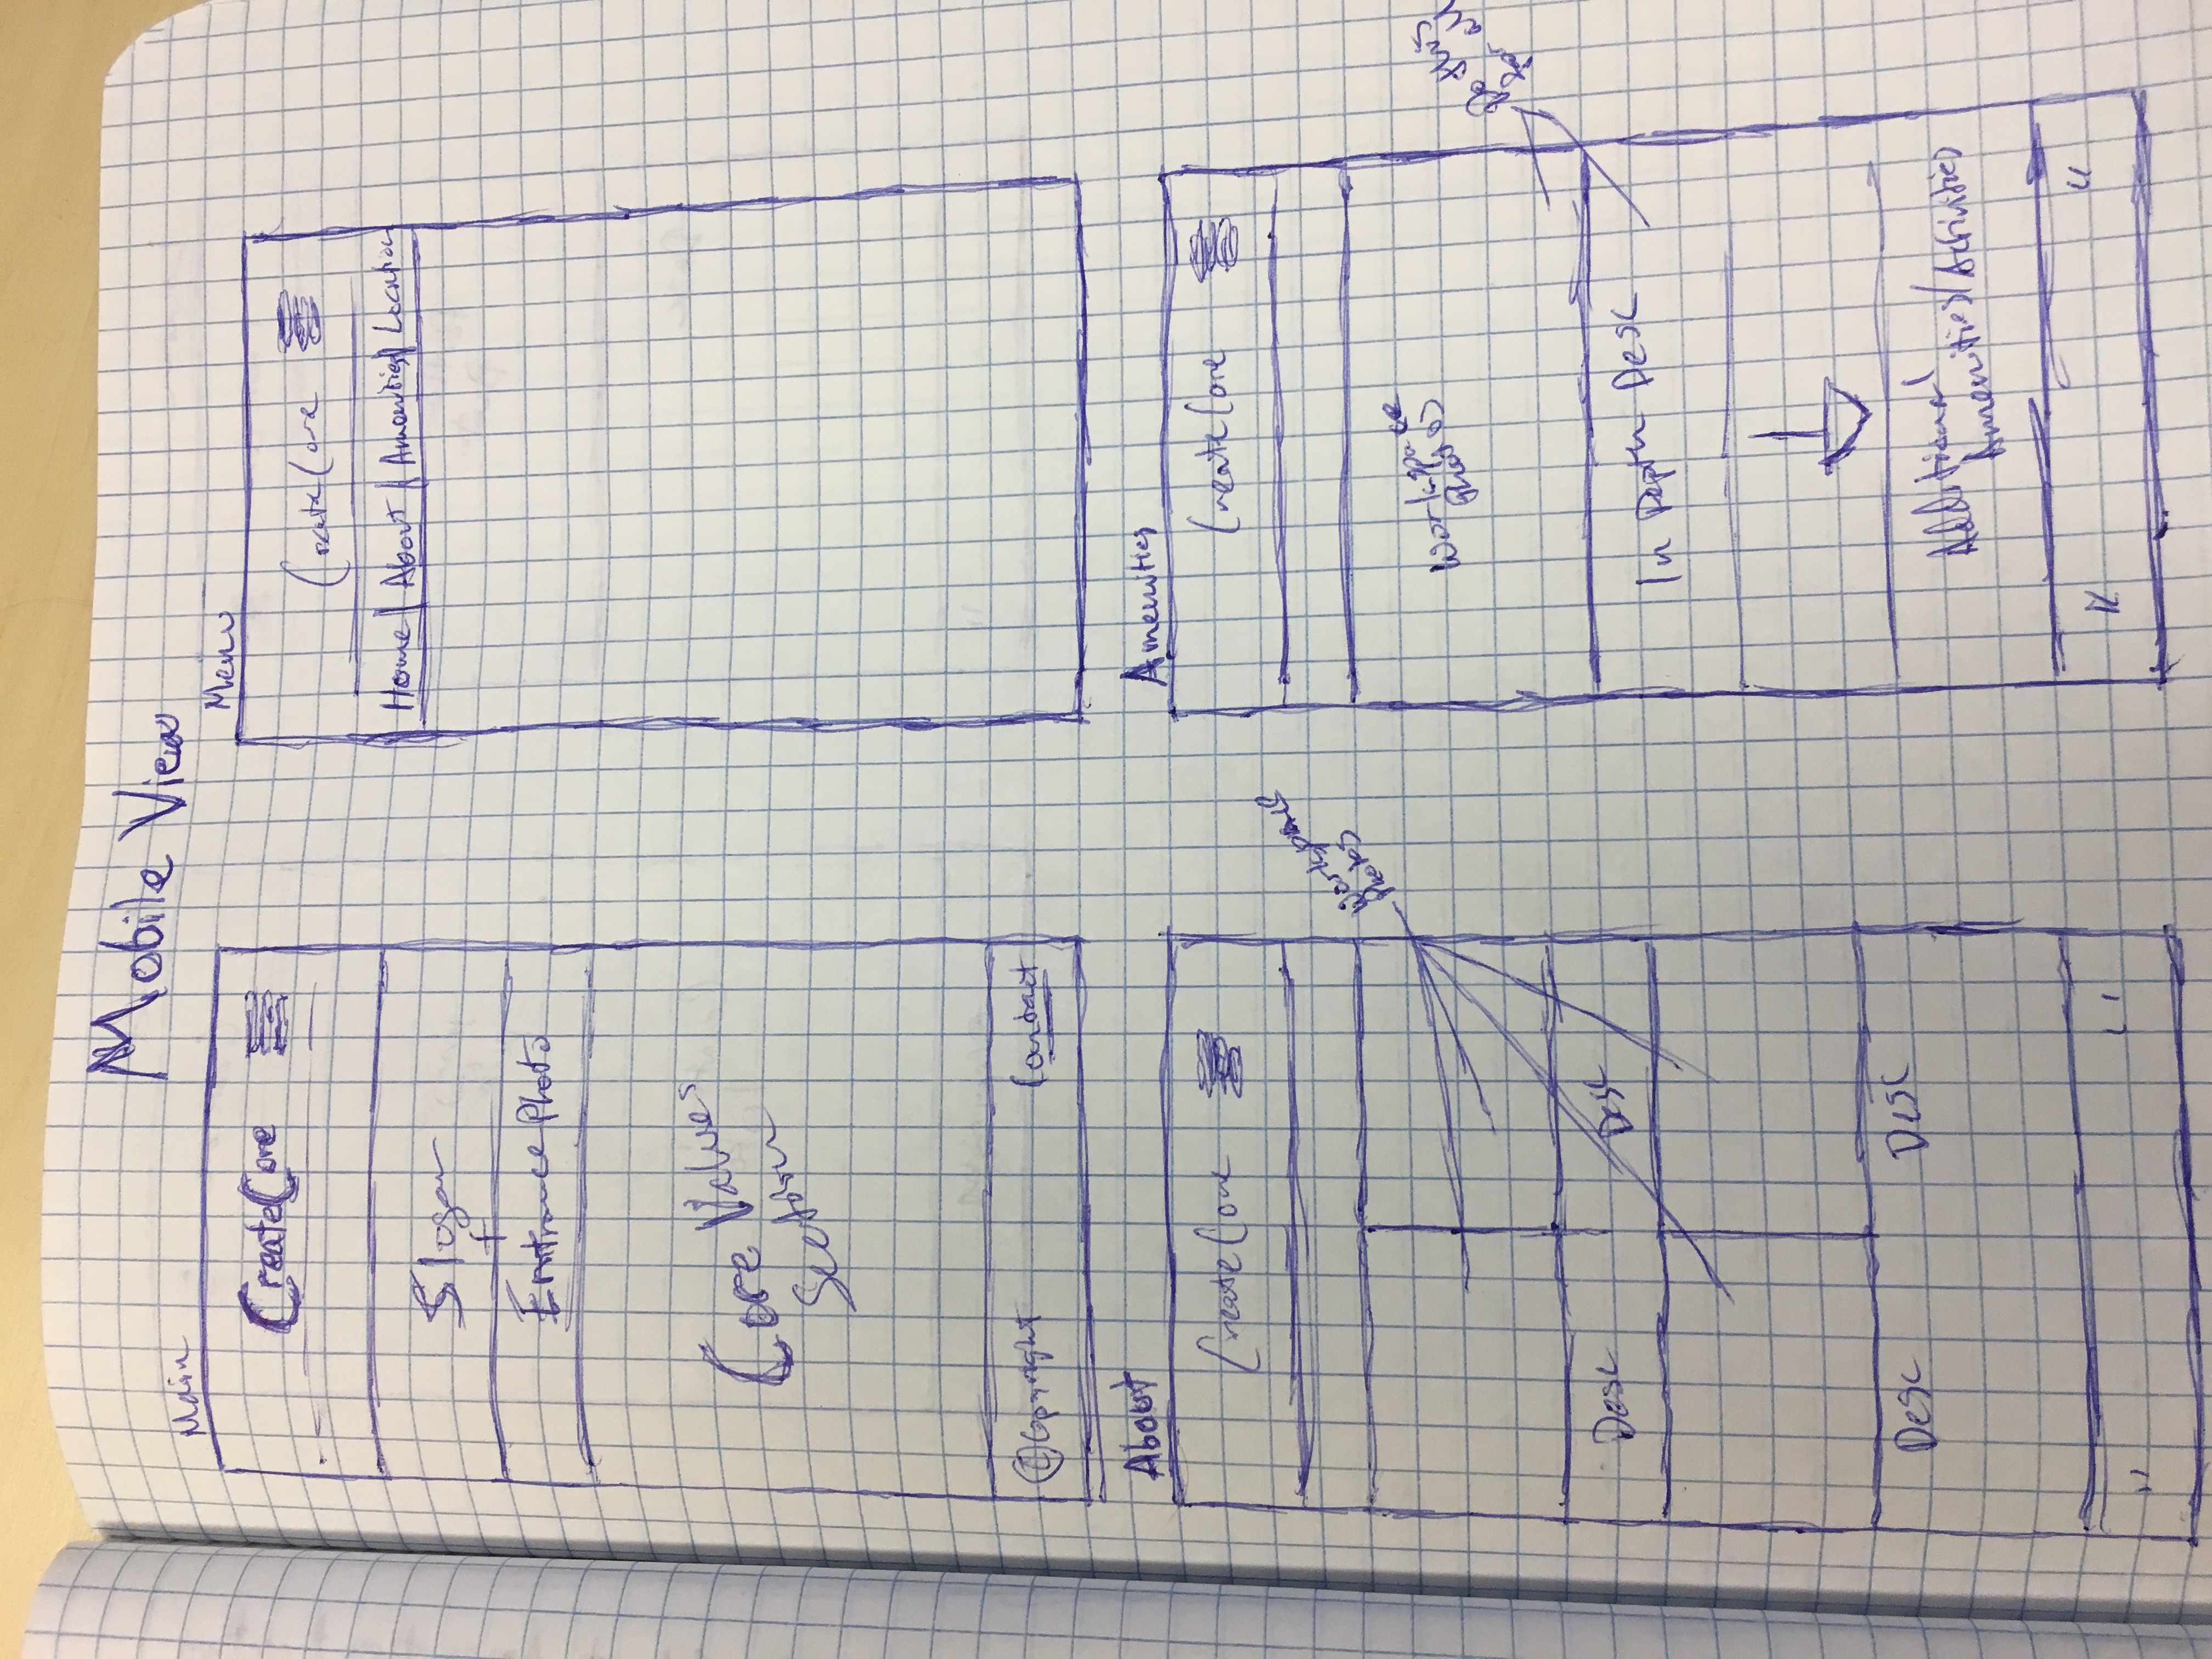 Mobile View
Main
CreateCore
Slogan
+
Entrance Photo
Core Values
Section
© Copyright
Contact
Menu
CreateCore
Home | About | Amenities | Location
About
CreateCore
Workspace
Photos
Desc
Desc
Desc
Desc
"
"
Amenities
CreateCore
Workspace
Photos
Do this
for all
In Depth Desc
Additional
Amenities/Activities
"
"